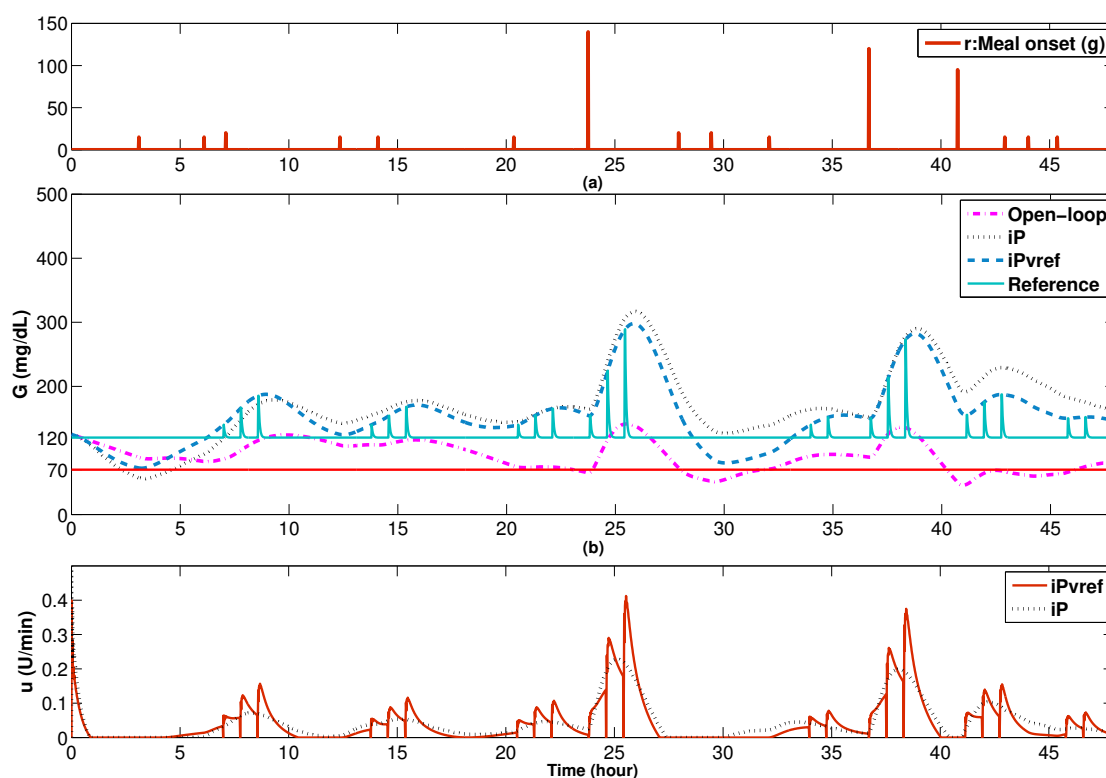 150
100
50
0
r:Meal onset (g)
0 5 10 15 20 25 30 35 40 45
(a)
500
400
300
200
120
70
0
G (mg/dL)
Open-loop
iP
iPvref
Reference
0 5 10 15 20 25 30 35 40 45
(b)
0.4
0.3
0.2
0.1
0
u (U/min)
iPvref
iP
0 5 10 15 20 25 30 35 40 45
Time (hour)